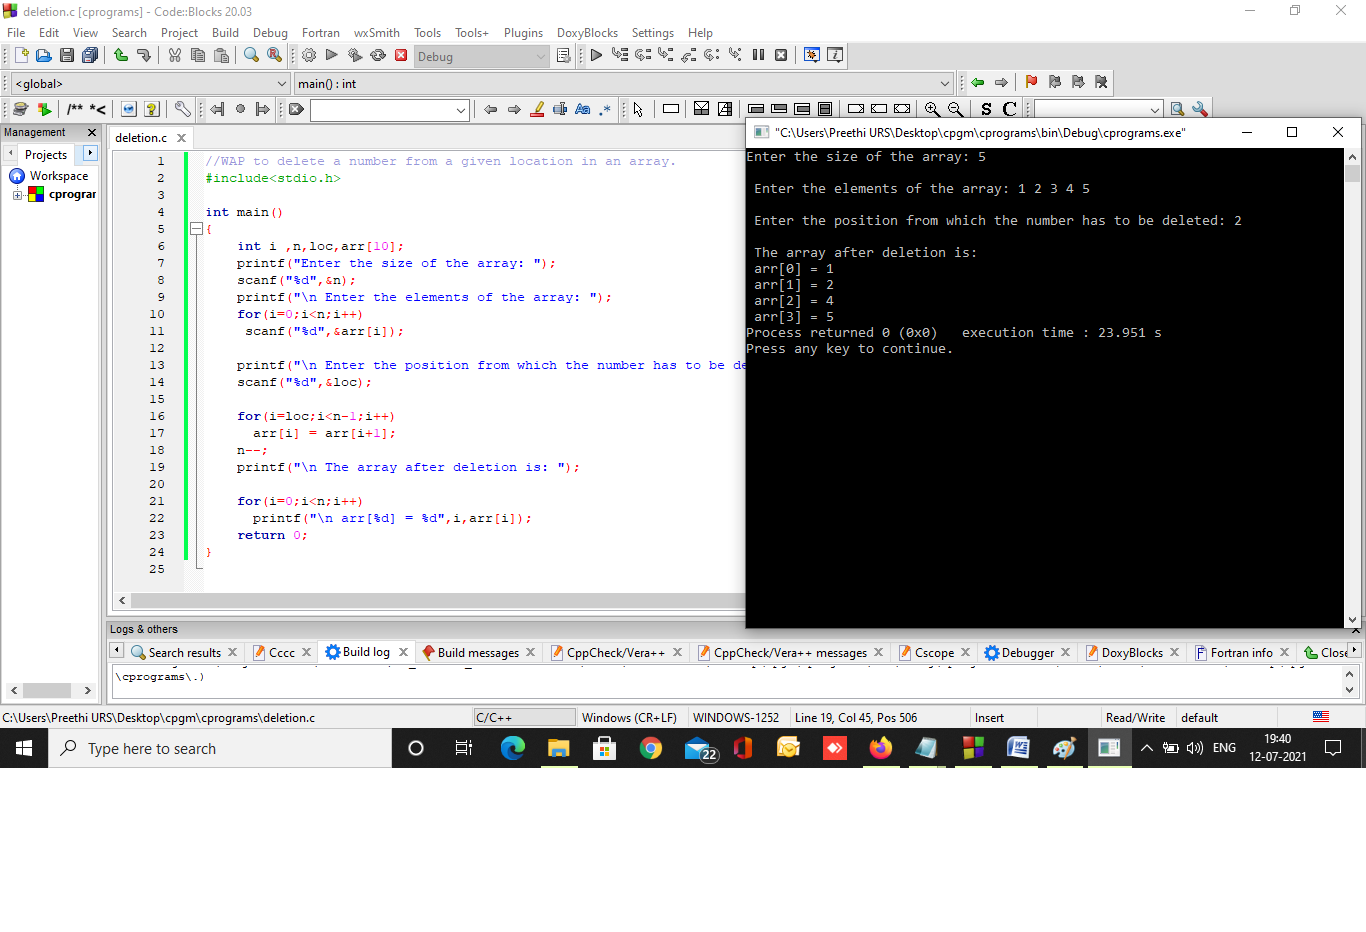 deletion.c [cprograms] - Code::Blocks 20.03
File Edit View Search Project Build Debug Fortran wxSmith Tools Tools+ Plugins DoxyBlocks Settings Help
Debug
<global> main() : int
/** *< Aa .* S C
Management
Projects
Workspace
cprogran
deletion.c
1 //WAP to delete a number from a given location in an array.
2 #include<stdio.h>
3
4 int main()
5 {
6 int i ,n,loc,arr[10];
7 printf("Enter the size of the array: ");
8 scanf("%d",&n);
9 printf("\n Enter the elements of the array: ");
10 for(i=0;i<n;i++)
11 scanf("%d",&arr[i]);
12
13 printf("\n Enter the position from which the number has to be de
14 scanf("%d",&loc);
15
16 for(i=loc;i<n-1;i++)
17 arr[i] = arr[i+1];
18 n--;
19 printf("\n The array after deletion is: ");
20
21 for(i=0;i<n;i++)
22 printf("\n arr[%d] = %d",i,arr[i]);
23 return 0;
24 }
25
"C:\Users\Preethi URS\Desktop\cpgm\cprograms\bin\Debug\cprograms.exe"
Enter the size of the array: 5
Enter the elements of the array: 1 2 3 4 5
Enter the position from which the number has to be deleted: 2
The array after deletion is:
arr[0] = 1
arr[1] = 2
arr[2] = 4
arr[3] = 5
Process returned 0 (0x0) execution time : 23.951 s
Press any key to continue.
Logs & others
Search results Cccc Build log Build messages CppCheck/Vera++ CppCheck/Vera++ messages Cscope Debugger DoxyBlocks Fortran info Close
\cprograms\.)
C:\Users\Preethi URS\Desktop\cpgm\cprograms\deletion.c C/C++ Windows (CR+LF) WINDOWS-1252 Line 19, Col 45, Pos 506 Insert Read/Write default
Type here to search 22 ENG 19:40
12-07-2021